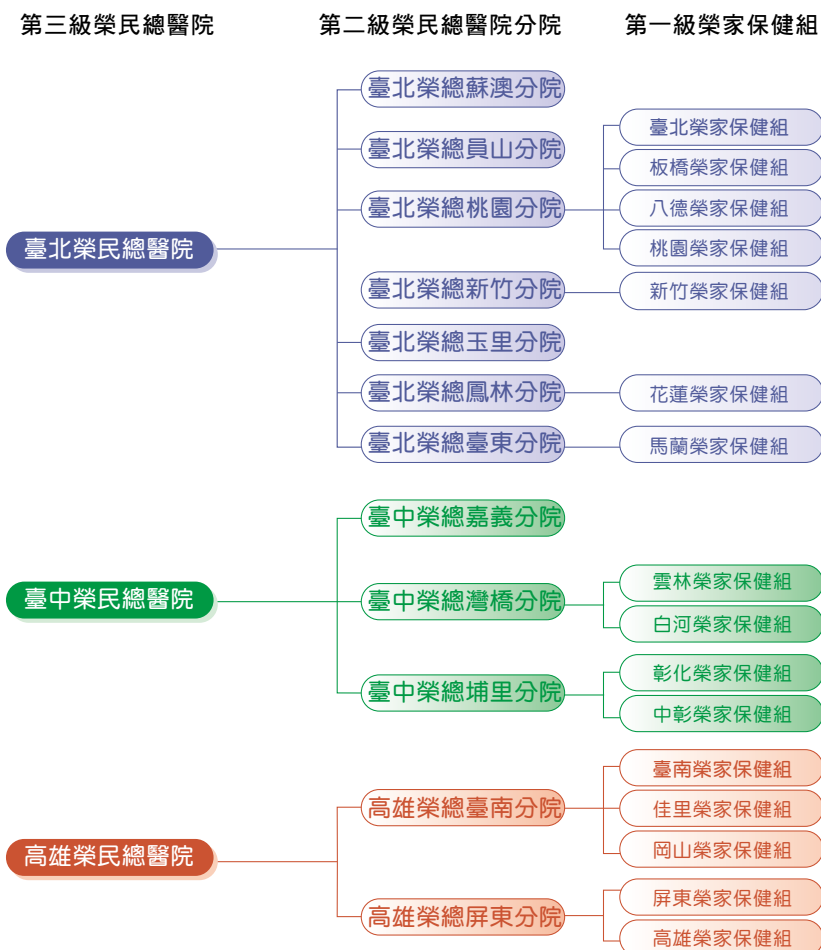 第三級榮民總醫院
第二級榮民總醫院分院
第一級榮家保健組
臺北榮民總醫院
臺北榮總蘇澳分院
臺北榮總員山分院
臺北榮總桃園分院
臺北榮家保健組
板橋榮家保健組
八德榮家保健組
桃園榮家保健組
臺北榮總新竹分院
新竹榮家保健組
臺北榮總玉里分院
臺北榮總鳳林分院
花蓮榮家保健組
臺北榮總臺東分院
馬蘭榮家保健組
臺中榮民總醫院
臺中榮總嘉義分院
臺中榮總灣橋分院
雲林榮家保健組
白河榮家保健組
臺中榮總埔里分院
彰化榮家保健組
中彰榮家保健組
高雄榮民總醫院
高雄榮總臺南分院
臺南榮家保健組
佳里榮家保健組
岡山榮家保健組
高雄榮總屏東分院
屏東榮家保健組
高雄榮家保健組